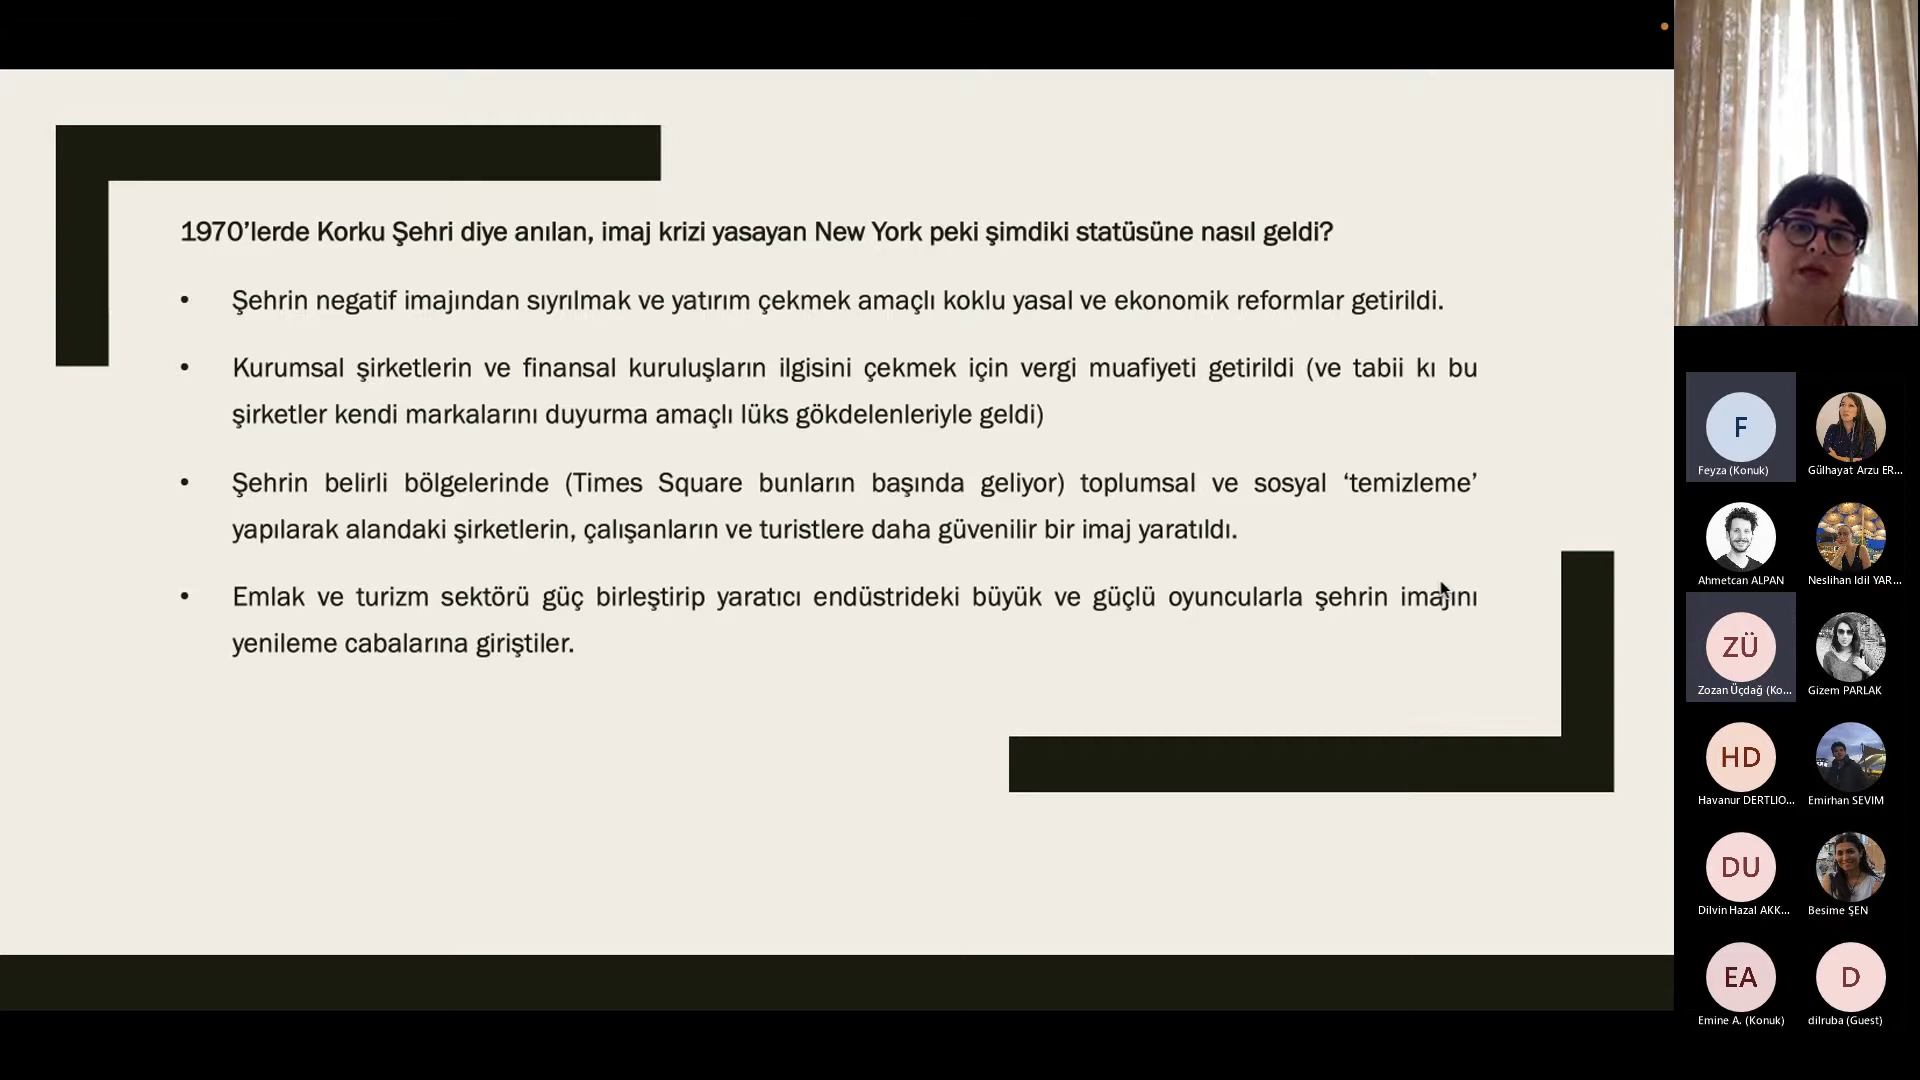 1970’lerde Korku Şehri diye anılan, imaj krizi yasayan New York peki şimdiki statüsüne nasıl geldi?
• Şehrin negatif imajından sıyrılmak ve yatırım çekmek amaçlı koklu yasal ve ekonomik reformlar getirildi.
• Kurumsal şirketlerin ve finansal kuruluşların ilgisini çekmek için vergi muafiyeti getirildi (ve tabii kı bu
şirketler kendi markalarını duyurma amaçlı lüks gökdelenleriyle geldi)
• Şehrin belirli bölgelerinde (Times Square bunların başında geliyor) toplumsal ve sosyal ‘temizleme’
yapılarak alandaki şirketlerin, çalışanların ve turistlere daha güvenilir bir imaj yaratıldı.
• Emlak ve turizm sektörü güç birleştirip yaratıcı endüstrideki büyük ve güçlü oyuncularla şehrin imajını
yenileme cabalarına giriştiler.
F
Feyza (Konuk)
Gülhayat Arzu ER...
Ahmetcan ALPAN
Neslihan Idil YAR...
ZÜ
Zozan Üçdağ (Ko...
Gizem PARLAK
HD
Havanur DERTLIO...
Emirhan SEVIM
DU
Dilvin Hazal AKK...
Besime ŞEN
EA
Emine A. (Konuk)
D
dilruba (Guest)